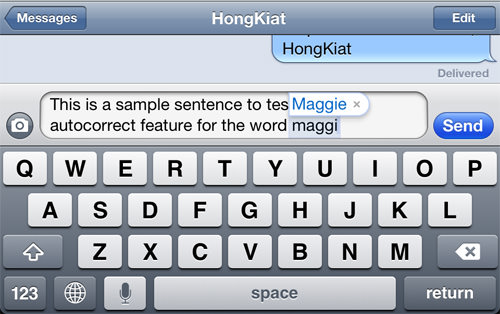 Messages
HongKiat
Edit
HongKiat
Delivered
This is a sample sentence to tes Maggie ×
autocorrect feature for the word maggi
Send
Q W E R T Y U I O P
A S D F G H J K L
Z X C V B N M
123
space
return